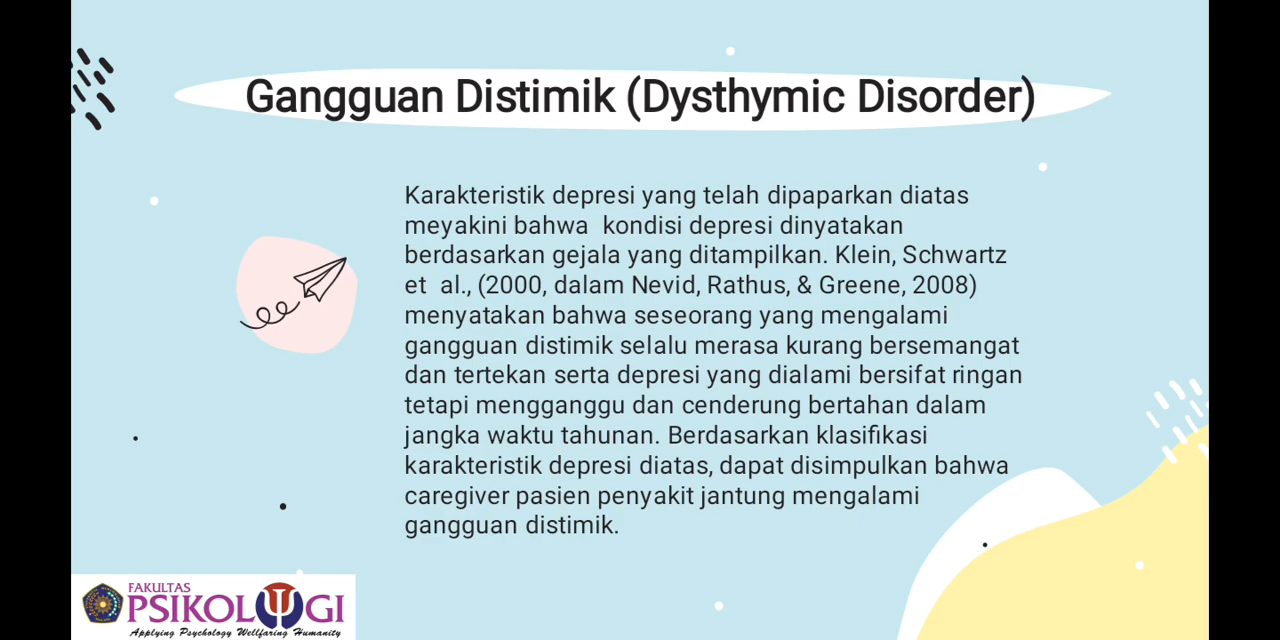 Gangguan Distimik (Dysthymic Disorder)
Karakteristik depresi yang telah dipaparkan diatas
meyakini bahwa kondisi depresi dinyatakan
berdasarkan gejala yang ditampilkan. Klein, Schwartz
et al., (2000, dalam Nevid, Rathus, & Greene, 2008)
menyatakan bahwa seseorang yang mengalami
gangguan distimik selalu merasa kurang bersemangat
dan tertekan serta depresi yang dialami bersifat ringan
tetapi mengganggu dan cenderung bertahan dalam
jangka waktu tahunan. Berdasarkan klasifikasi
karakteristik depresi diatas, dapat disimpulkan bahwa
caregiver pasien penyakit jantung mengalami
gangguan distimik.
FAKULTAS
PSIKOLOGI
Applying Psychology Wellfaring Humanity